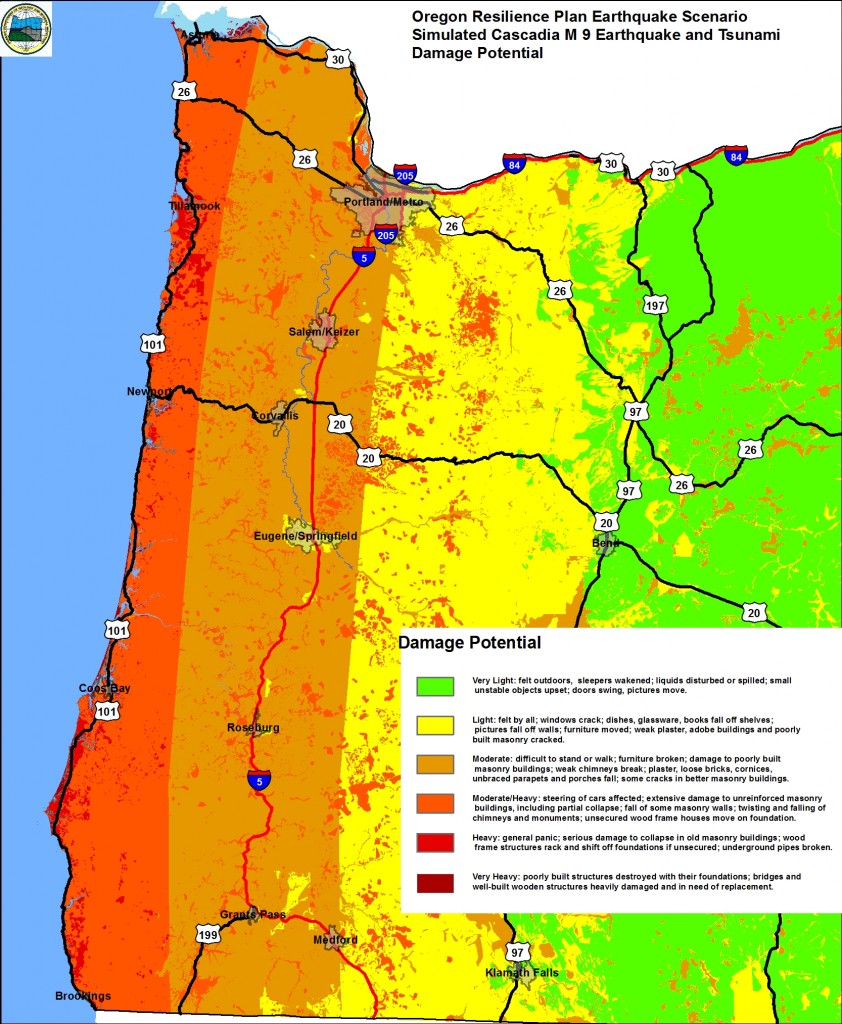 Oregon Resilience Plan Earthquake Scenario
Simulated Cascadia M 9 Earthquake and Tsunami
Damage Potential
30
26
26
205
84
30
30
84
Tillamook
Portland/Metro
205
26
5
26
197
Salem/Keizer
101
Newport
Corvallis
20
20
97
26
26
97
20
Eugene/Springfield
Bend
20
101
Coos Bay
101
Roseburg
5
Grants Pass
199
Medford
97
Klamath Falls
Brookings
Damage Potential
Very Light: felt outdoors, sleepers wakened; liquids disturbed or spilled; small
unstable objects upset; doors swing, pictures move.
Light: felt by all; windows crack; dishes, glassware, books fall off shelves;
pictures fall off walls; furniture moved; weak plaster, adobe buildings and poorly
built masonry cracked.
Moderate: difficult to stand or walk; furniture broken; damage to poorly built
masonry buildings; weak chimneys break; plaster, loose bricks, cornices,
unbraced parapets and porches fall; some cracks in better masonry buildings.
Moderate/Heavy: steering of cars affected; extensive damage to unreinforced masonry
buildings, including partial collapse; fall of some masonry walls; twisting and falling of
chimneys and monuments; unsecured wood frame houses move on foundation.
Heavy: general panic; serious damage to collapse in old masonry buildings; wood
frame structures rack and shift off foundations if unsecured; underground pipes broken.
Very Heavy: poorly built structures destroyed with their foundations; bridges and
well-built wooden structures heavily damaged and in need of replacement.